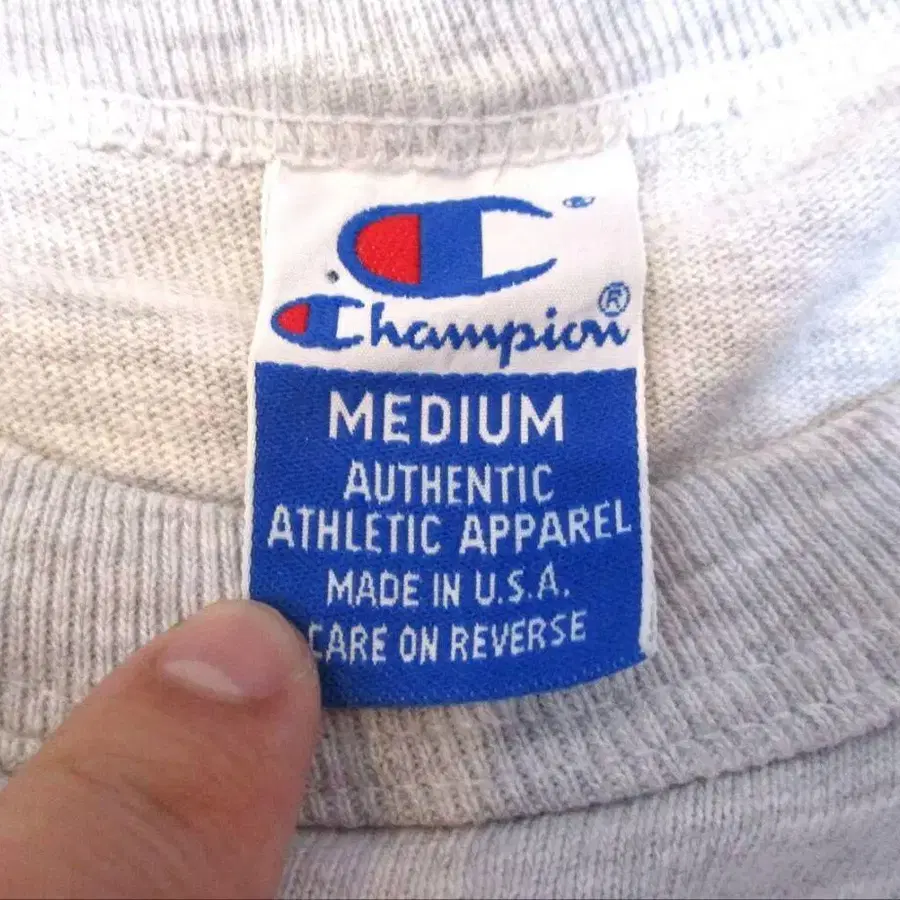 Champion®
MEDIUM
AUTHENTIC
ATHLETIC APPAREL
MADE IN U.S.A.
CARE ON REVERSE